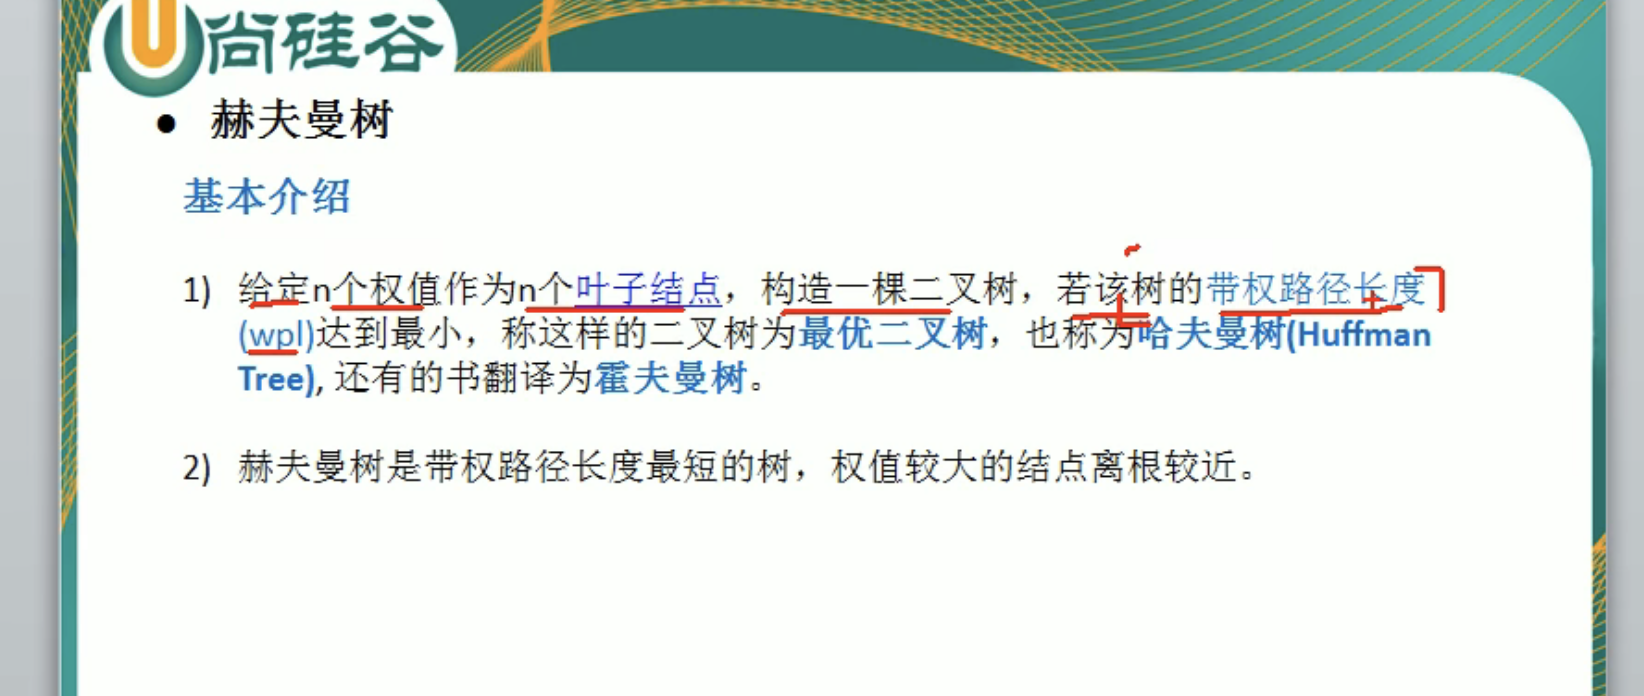 尚硅谷
● 赫夫曼树
基本介绍
1) 给定n个权值作为n个叶子结点，构造一棵二叉树，若该树的带权路径长度
(wpl)达到最小，称这样的二叉树为最优二叉树，也称为哈夫曼树(Huffman
Tree), 还有的书翻译为霍夫曼树。
2) 赫夫曼树是带权路径长度最短的树，权值较大的结点离根较近。